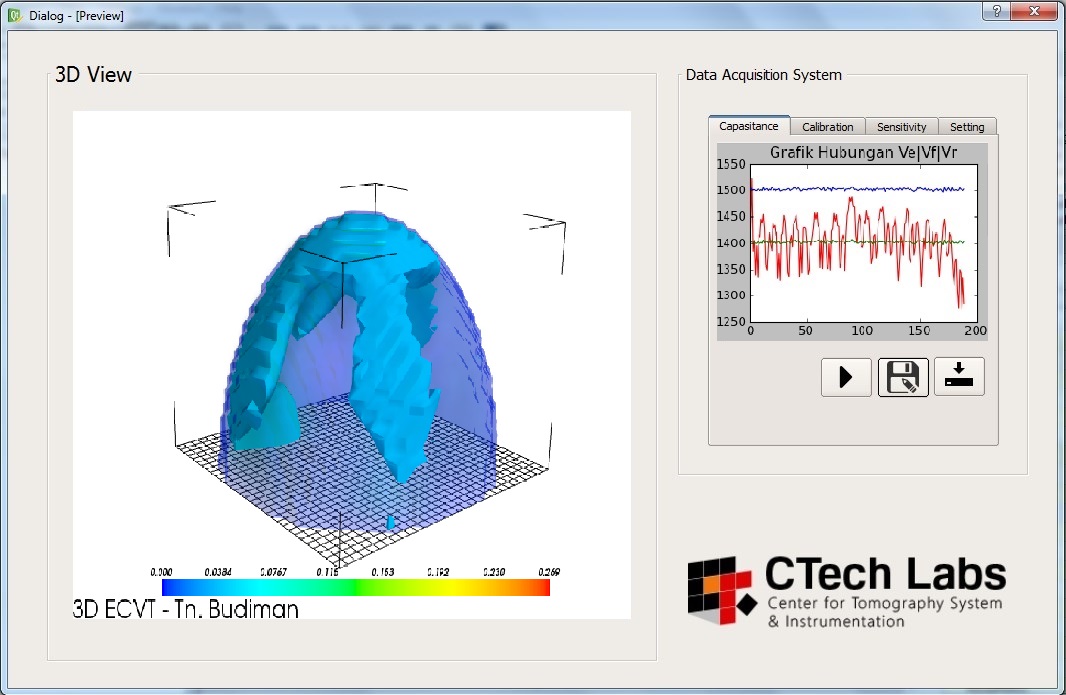 Dialog - [Preview]
?
3D View
Data Acquisition System
Capasitance
Calibration
Sensitivity
Setting
Grafik Hubungan Ve|Vf|Vr
1550
1500
1450
1400
1350
1300
1250
0 50 100 150 200
0.000 0.0384 0.0767 0.115 0.153 0.192 0.230 0.269
3D ECVT - Tn. Budiman
CTech Labs
Center for Tomography System
& Instrumentation